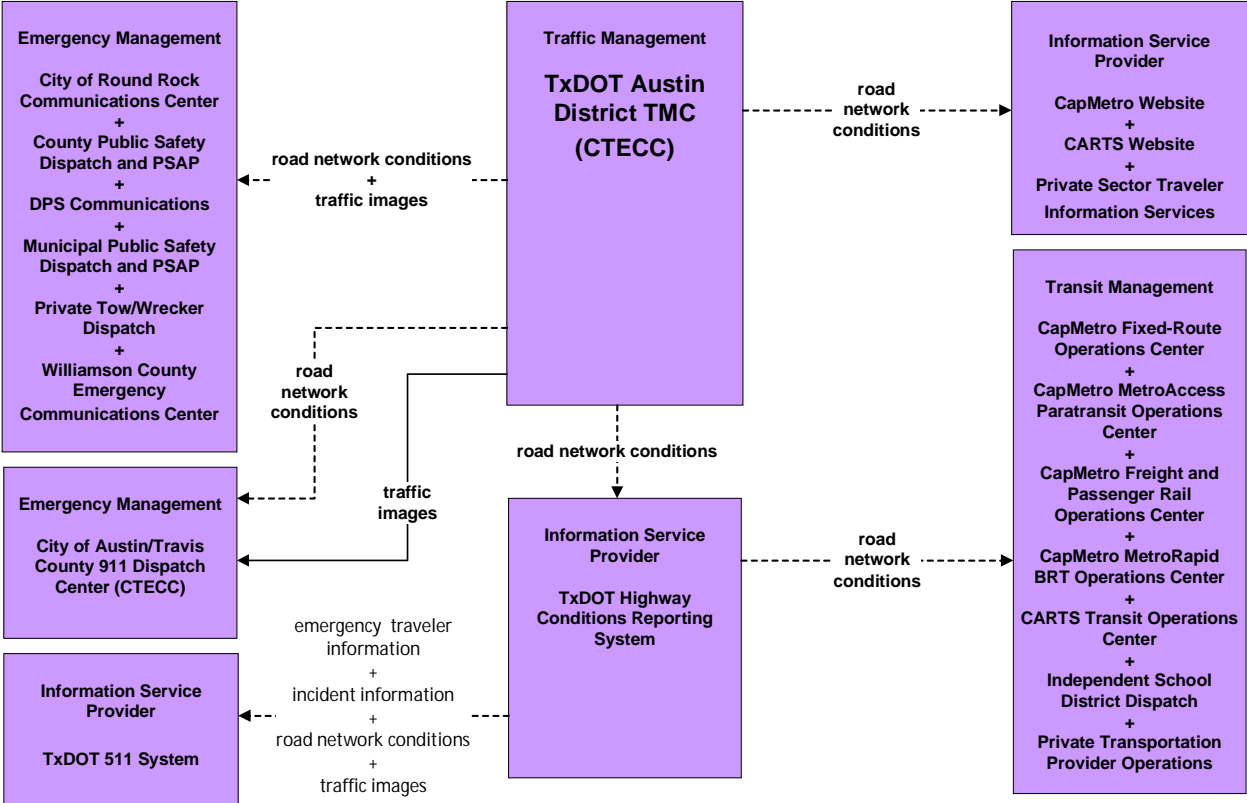 Emergency Management
City of Round Rock
Communications Center
+
County Public Safety
Dispatch and PSAP
+
DPS Communications
+
Municipal Public Safety
Dispatch and PSAP
+
Private Tow/Wrecker
Dispatch
+
Williamson County
Emergency
Communications Center
road network conditions
+
traffic images
Traffic Management
TxDOT Austin
District TMC
(CTECC)
road
network
conditions
Information Service
Provider
CapMetro Website
+
CARTS Website
+
Private Sector Traveler
Information Services
road
network
conditions
traffic
images
Emergency Management
City of Austin/Travis
County 911 Dispatch
Center (CTECC)
road network conditions
Information Service
Provider
TxDOT Highway
Conditions Reporting
System
road
network
conditions
Transit Management
CapMetro Fixed-Route
Operations Center
+
CapMetro MetroAccess
Paratransit Operations
Center
+
CapMetro Freight and
Passenger Rail
Operations Center
+
CapMetro MetroRapid
BRT Operations Center
+
CARTS Transit Operations
Center
+
Independent School
District Dispatch
+
Private Transportation
Provider Operations
emergency traveler
information
+
incident information
+
road network conditions
+
traffic images
Information Service
Provider
TxDOT 511 System